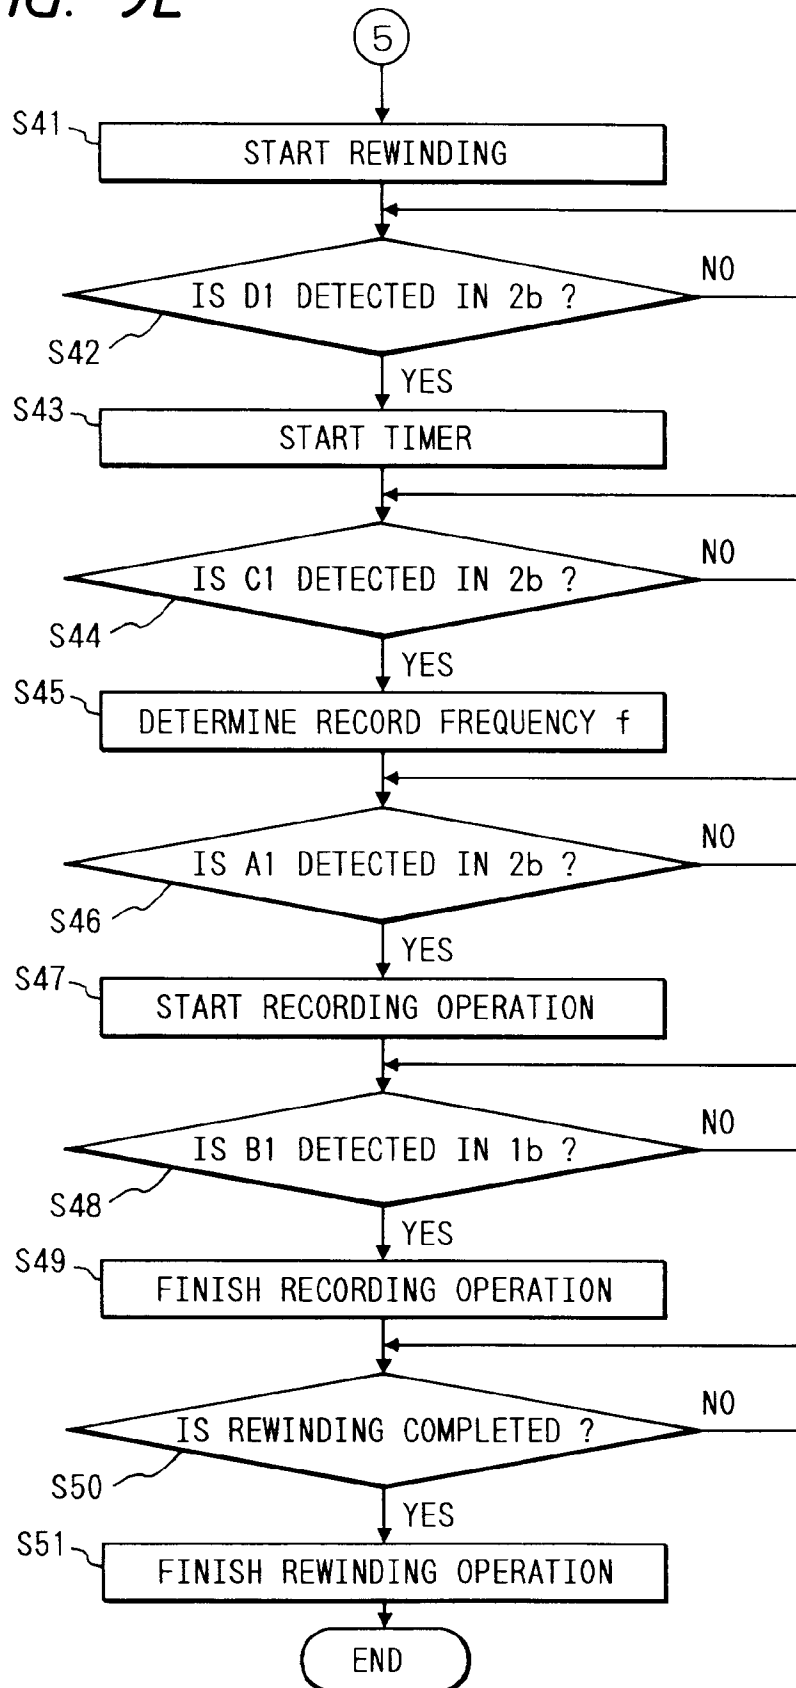 5
S41
START REWINDING
IS D1 DETECTED IN 2b ?
NO
S42
YES
S43
START TIMER
IS C1 DETECTED IN 2b ?
NO
S44
YES
S45
DETERMINE RECORD FREQUENCY f
IS A1 DETECTED IN 2b ?
NO
S46
YES
S47
START RECORDING OPERATION
IS B1 DETECTED IN 1b ?
NO
S48
YES
S49
FINISH RECORDING OPERATION
IS REWINDING COMPLETED ?
NO
S50
YES
S51
FINISH REWINDING OPERATION
END